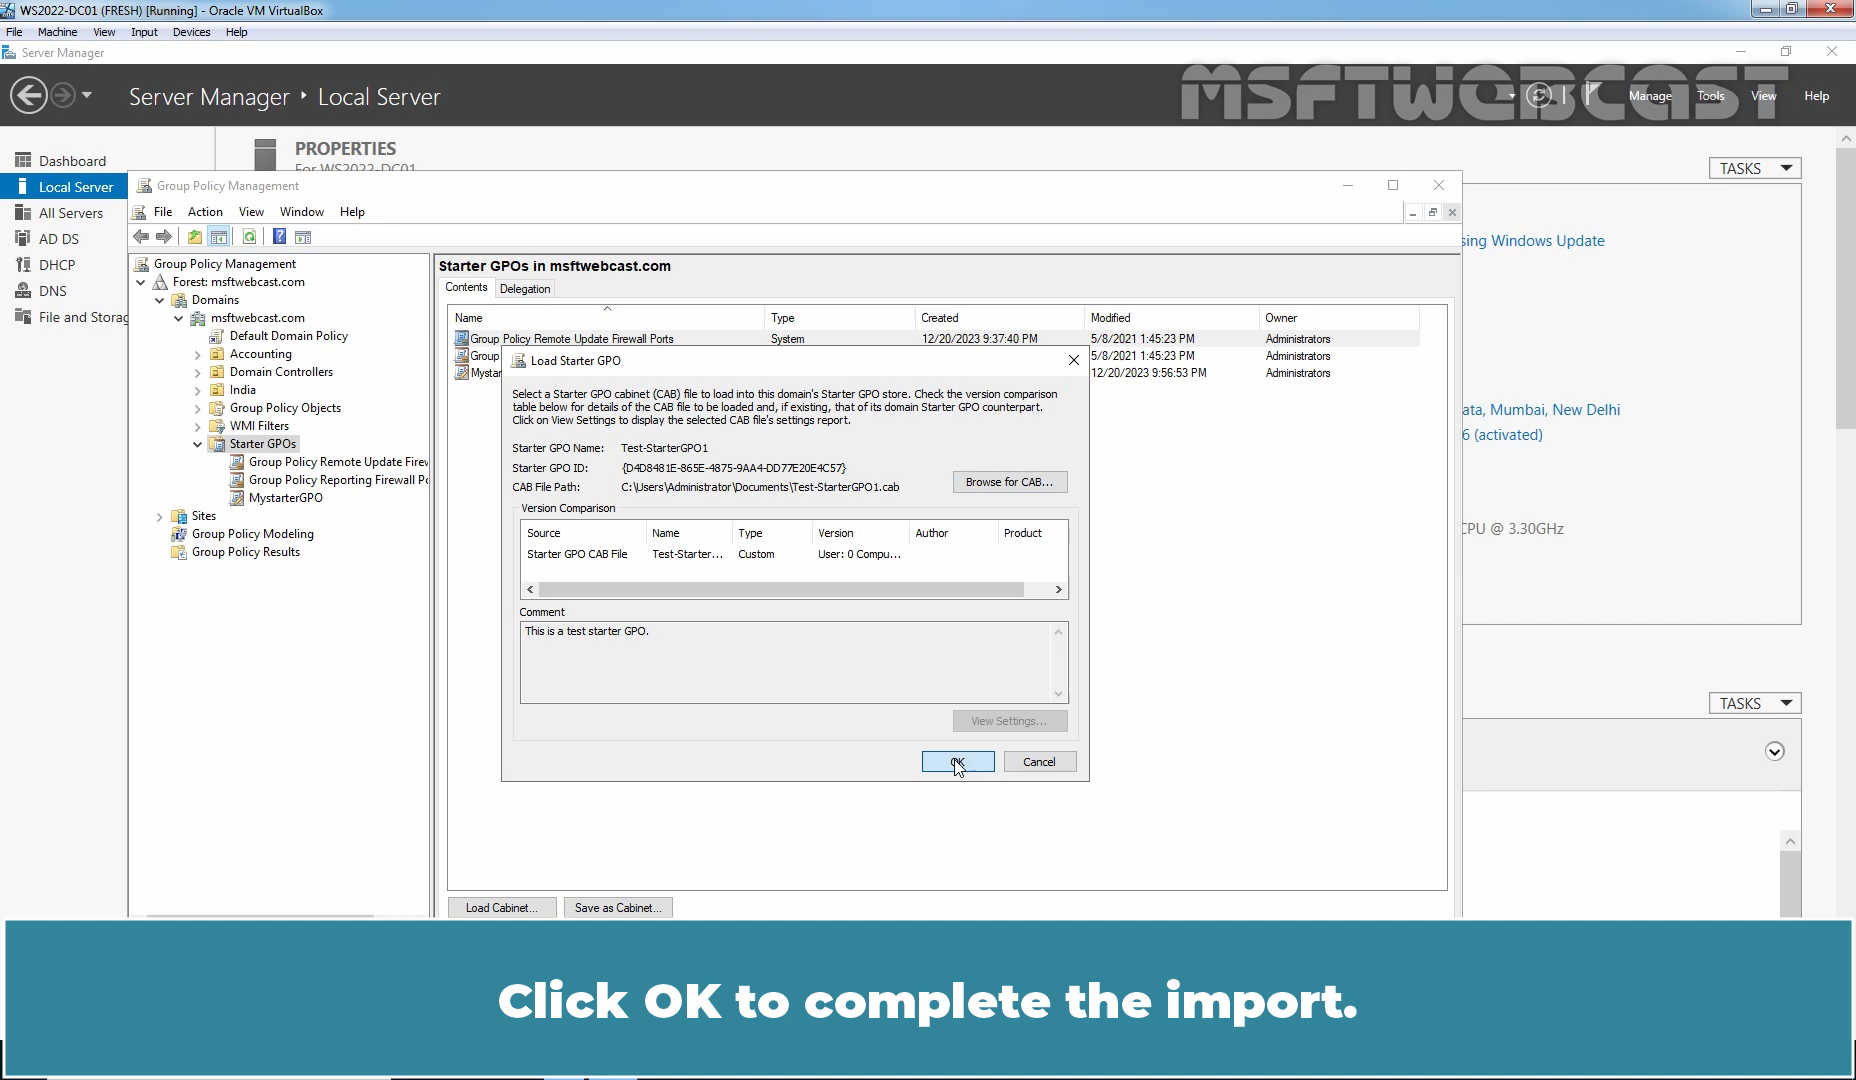 WS2022-DC01 (FRESH) [Running] - Oracle VM VirtualBox
File Machine View Input Devices Help
Server Manager
Server Manager ‣ Local Server
MSFTWEBCAST
Manage Tools View Help
Dashboard
Local Server
All Servers
AD DS
DHCP
DNS
File and Storag
PROPERTIES
For WS2022-DC01
TASKS
Group Policy Management
File Action View Window Help
Group Policy Management
Forest: msftwebcast.com
Domains
msftwebcast.com
Default Domain Policy
Accounting
Domain Controllers
India
Group Policy Objects
WMI Filters
Starter GPOs
Group Policy Remote Update Firew
Group Policy Reporting Firewall Po
MystarterGPO
Sites
Group Policy Modeling
Group Policy Results
Starter GPOs in msftwebcast.com
Contents Delegation
Name Type Created Modified Owner
Group Policy Remote Update Firewall Ports System 12/20/2023 9:37:40 PM 5/8/2021 1:45:23 PM Administrators
Group 5/8/2021 1:45:23 PM Administrators
Mystar 12/20/2023 9:56:53 PM Administrators
Load Starter GPO
Select a Starter GPO cabinet (CAB) file to load into this domain's Starter GPO store. Check the version comparison
table below for details of the CAB file to be loaded and, if existing, that of its domain Starter GPO counterpart.
Click on View Settings to display the selected CAB file's settings report.
Starter GPO Name: Test-StarterGPO1
Starter GPO ID: {D4D8481E-865E-4875-9AA4-DD77E20E4C57}
CAB File Path: C:\Users\Administrator\Documents\Test-StarterGPO1.cab
Browse for CAB...
Version Comparison
Source Name Type Version Author Product
Starter GPO CAB File Test-Starter... Custom User: 0 Compu...
Comment
This is a test starter GPO.
View Settings...
OK Cancel
Load Cabinet... Save as Cabinet...
sing Windows Update
ata, Mumbai, New Delhi
6 (activated)
CPU @ 3.30GHz
TASKS
Click OK to complete the import.